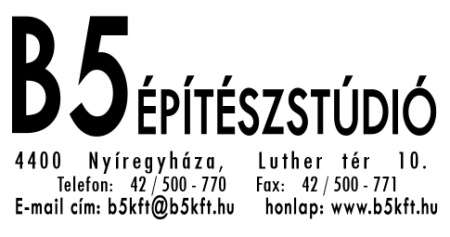 B5 ÉPÍTÉSZSTÚDIÓ
4400 Nyíregyháza, Luther tér 10.
Telefon: 42 / 500 - 770 Fax: 42 / 500 - 771
E-mail cím: b5kft@b5kft.hu honlap: www.b5kft.hu